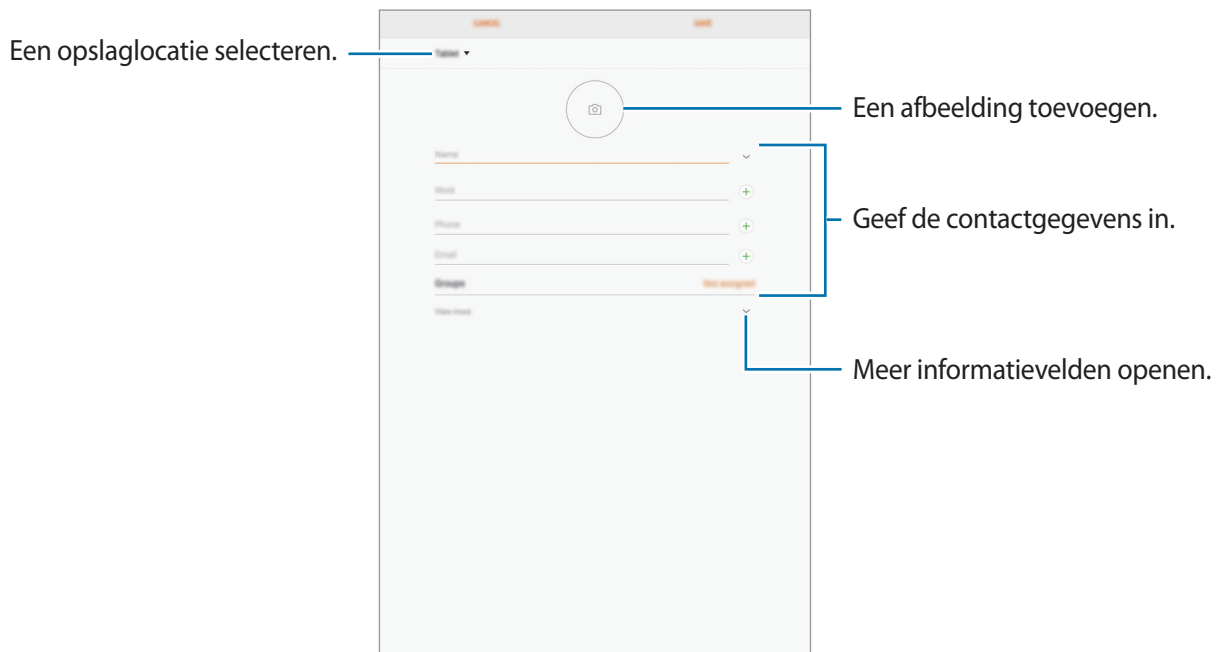 CANCEL SAVE
Een opslaglocatie selecteren.
Tablet
Een afbeelding toevoegen.
Name
Work
Phone
Geef de contactgegevens in.
Email
Groups Not assigned
View more
Meer informatievelden openen.